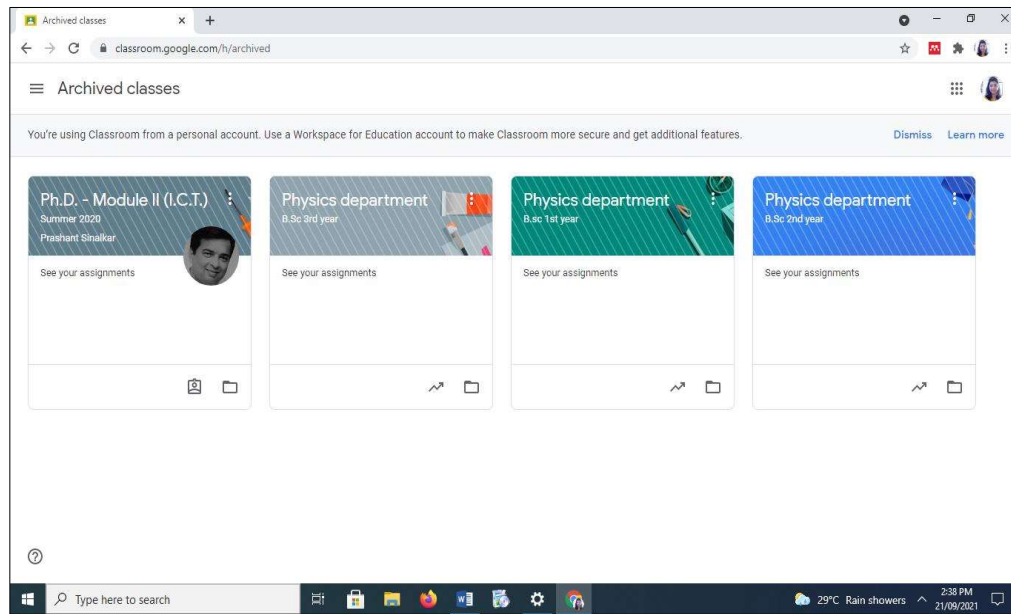 Archived classes
classroom.google.com/h/archived
Archived classes
You're using Classroom from a personal account. Use a Workspace for Education account to make Classroom more secure and get additional features.
Dismiss Learn more
Ph.D. - Module II (I.C.T.)
Summer 2020
Prashant Sinalkar
See your assignments
Physics department
B.Sc 3rd year
See your assignments
Physics department
B.sc 1st year
See your assignments
Physics department
B.Sc 2nd year
See your assignments
Type here to search
29°C Rain showers
2:38 PM
21/09/2021